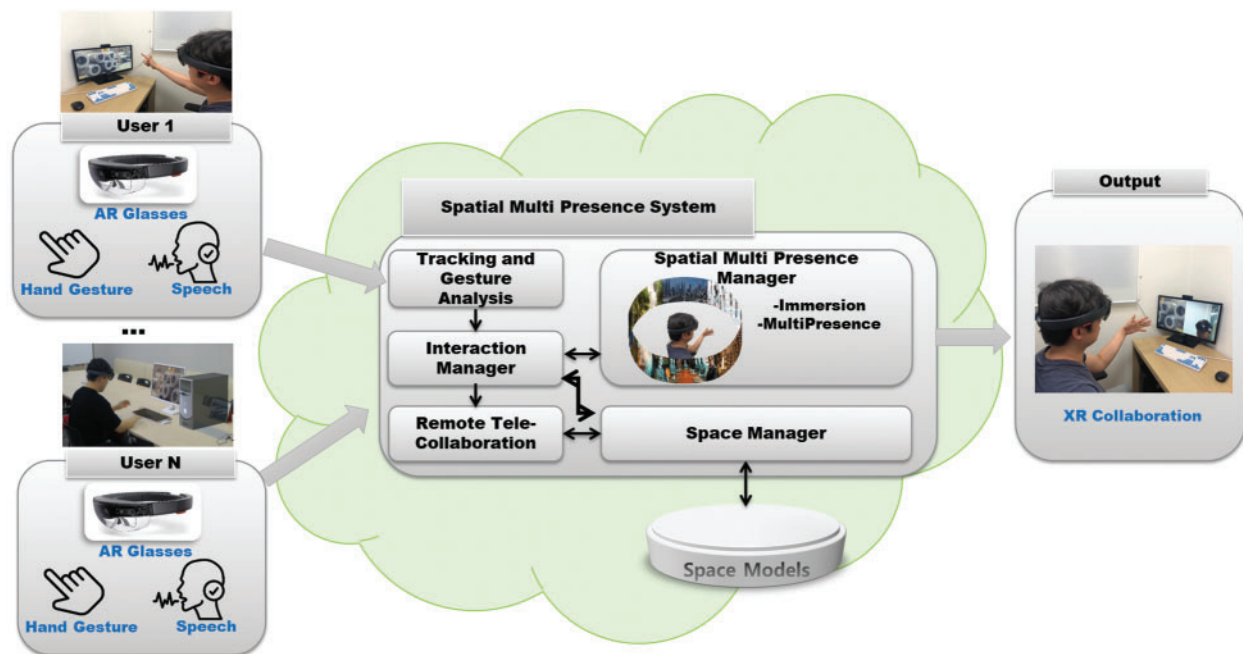 User 1
AR Glasses
Hand Gesture
Speech
...
User N
AR Glasses
Hand Gesture
Speech
Spatial Multi Presence System
Tracking and
Gesture
Analysis
Interaction
Manager
Remote Tele-
Collaboration
Spatial Multi Presence
Manager
-Immersion
-MultiPresence
Space Manager
Space Models
Output
XR Collaboration